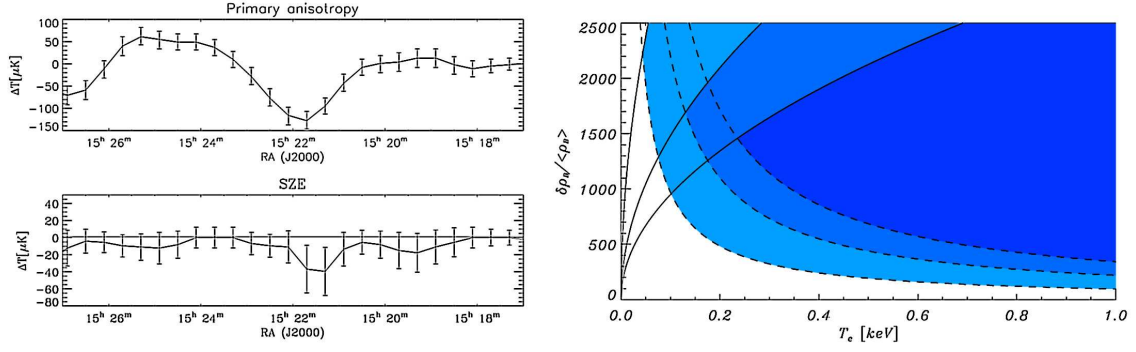 Primary anisotropy
ΔT[μK]
100
50
0
-50
-100
-150
15ʰ 26ᵐ 15ʰ 24ᵐ 15ʰ 22ᵐ 15ʰ 20ᵐ 15ʰ 18ᵐ
RA (J2000)
SZE
ΔT[μK]
40
20
0
-20
-40
-60
-80
15ʰ 26ᵐ 15ʰ 24ᵐ 15ʰ 22ᵐ 15ʰ 20ᵐ 15ʰ 18ᵐ
RA (J2000)
2500
2000
1500
1000
500
0
0.0 0.2 0.4 0.6 0.8 1.0
Tₑ [keV]